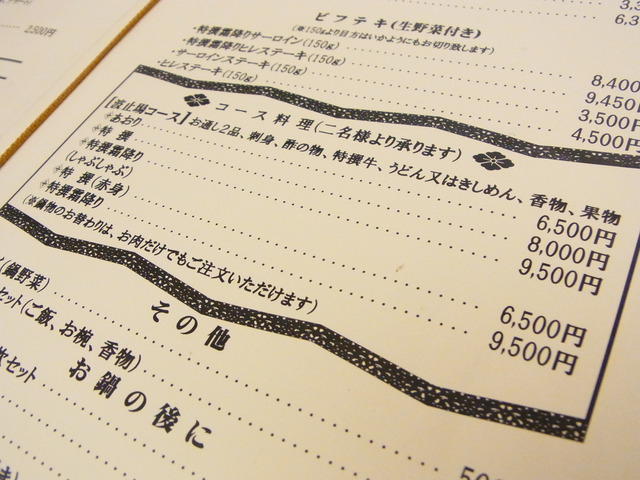 2,500円
ビフテキ(生野菜付き)
(※150gより目方はいかようにもお切り致します)
・特撰霜降りサーロイン(150g) 8,400
・特撰霜降りヒレステーキ(150g) 9,450
・サーロインステーキ(150g) 3,500円
・ヒレステーキ(150g) 4,500円
コース料理(二名様より承ります)
【波止場コース】お通し2品、刺身、酢の物、特撰牛、うどん又はきしめん、香物、果物
*あおり 6,500円
*特撰 8,000円
*特撰霜降り 9,500円
(しゃぶしゃぶ)
*特撰(赤身) 6,500円
*特撰霜降り 9,500円
(※鍋物のお替わりは、お肉だけでもご注文いただけます)
その他
(鍋野菜)
セット(ご飯、お椀、香物)
セット
お鍋の後に